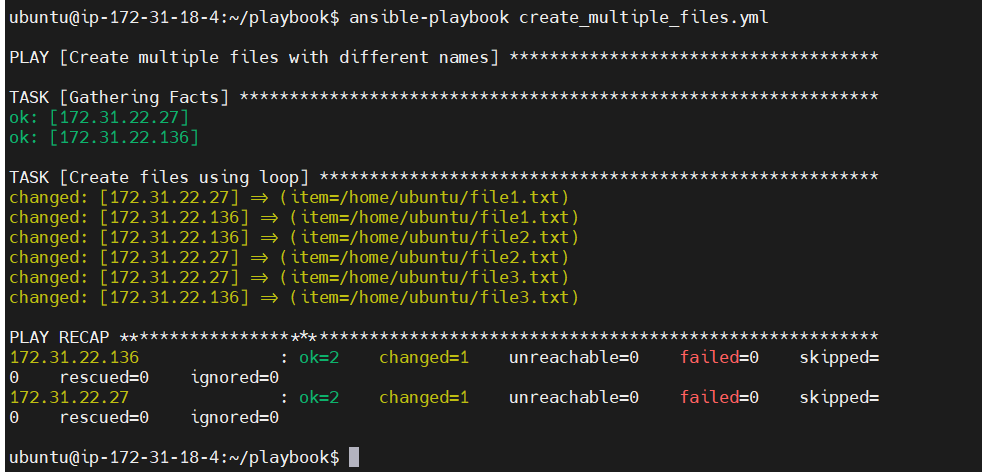 ubuntu@ip-172-31-18-4:~/playbook$ ansible-playbook create_multiple_files.yml
PLAY [Create multiple files with different names] *************************************
TASK [Gathering Facts] ****************************************************************
ok: [172.31.22.27]
ok: [172.31.22.136]
TASK [Create files using loop] ********************************************************
changed: [172.31.22.27] => (item=/home/ubuntu/file1.txt)
changed: [172.31.22.136] => (item=/home/ubuntu/file1.txt)
changed: [172.31.22.136] => (item=/home/ubuntu/file2.txt)
changed: [172.31.22.27] => (item=/home/ubuntu/file2.txt)
changed: [172.31.22.27] => (item=/home/ubuntu/file3.txt)
changed: [172.31.22.136] => (item=/home/ubuntu/file3.txt)
PLAY RECAP ****************************************************************************
172.31.22.136              : ok=2    changed=1    unreachable=0    failed=0    skipped=
0    rescued=0    ignored=0
172.31.22.27               : ok=2    changed=1    unreachable=0    failed=0    skipped=
0    rescued=0    ignored=0
ubuntu@ip-172-31-18-4:~/playbook$